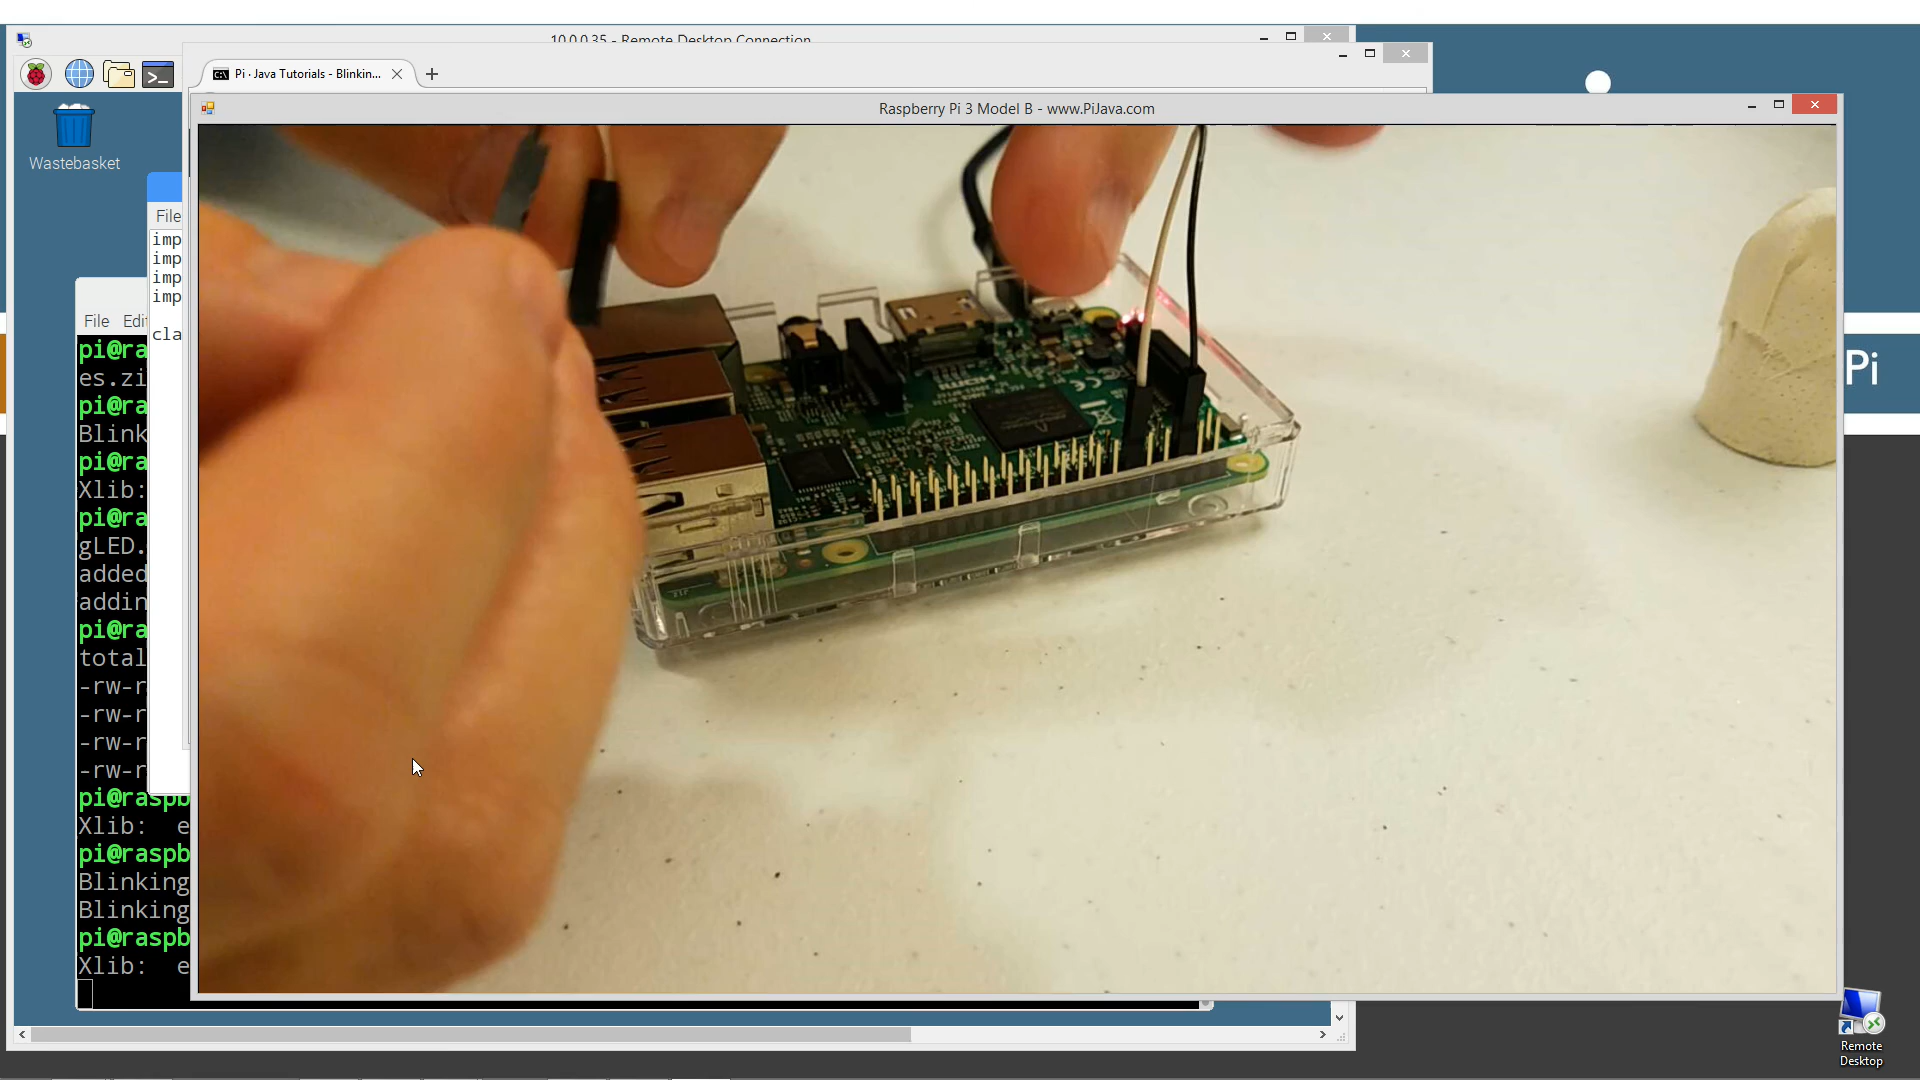 10.0.0.35 - Remote Desktop Connection
Pi · Java Tutorials - Blinkin...
Raspberry Pi 3 Model B - www.PiJava.com
Wastebasket
File
imp
imp
imp
imp
cla
File Edi
pi@ra
es.zi
pi@ra
Blink
pi@ra
Xlib:
pi@ra
gLED.
added
addin
pi@ra
total
-rw-r
-rw-r
-rw-r
-rw-r
pi@raspb
Xlib: e
pi@raspb
Blinking
Blinking
pi@raspb
Xlib: e
HDMI
Pi
Remote
Desktop